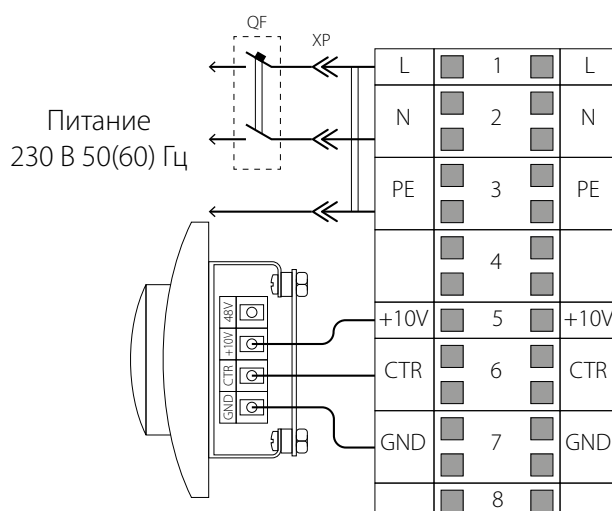 QF
XP
L 1 L
N 2 N
Питание
230 В 50(60) Гц
PE 3 PE
4
48V
+10V 5 +10V
+10V
CTR 6 CTR
CTR
GND
GND 7 GND
8